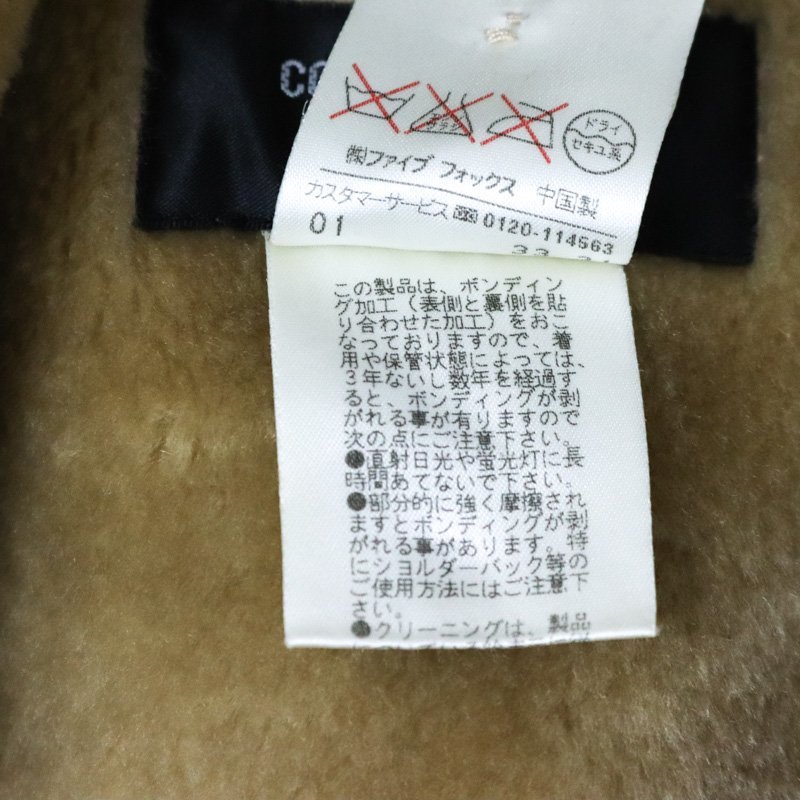 CO
エンソ サラシ
ドライ
セキユ系
㈱ファイブ フォックス 中国製
カスタマーサービス 0120-114563
01
この製品は、ボンディン
グ加工（表側と裏側を貼
り合わせた加工）をおこ
なっておりますので、着
用や保管状態によっては、
3年ないし数年を経過す
ると、ボンディングが剥
がれる事が有りますので
次の点にご注意下さい。
●直射日光や蛍光灯に長
時間あてないで下さい。
●部分的に強く摩擦され
ますとボンディングが剥
がれる事があります。特
にショルダーバック等の
ご使用方法にはご注意下
さい。
●クリーニングは、製品